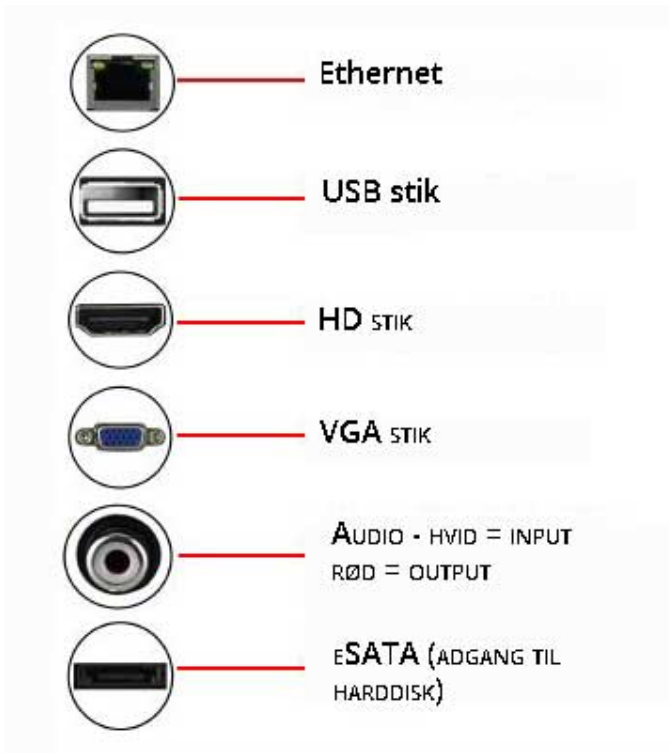 Ethernet
USB stik
HD STIK
VGA STIK
AUDIO - HVID = INPUT
RØD = OUTPUT
ESATA (ADGANG TIL
HARDDISK)